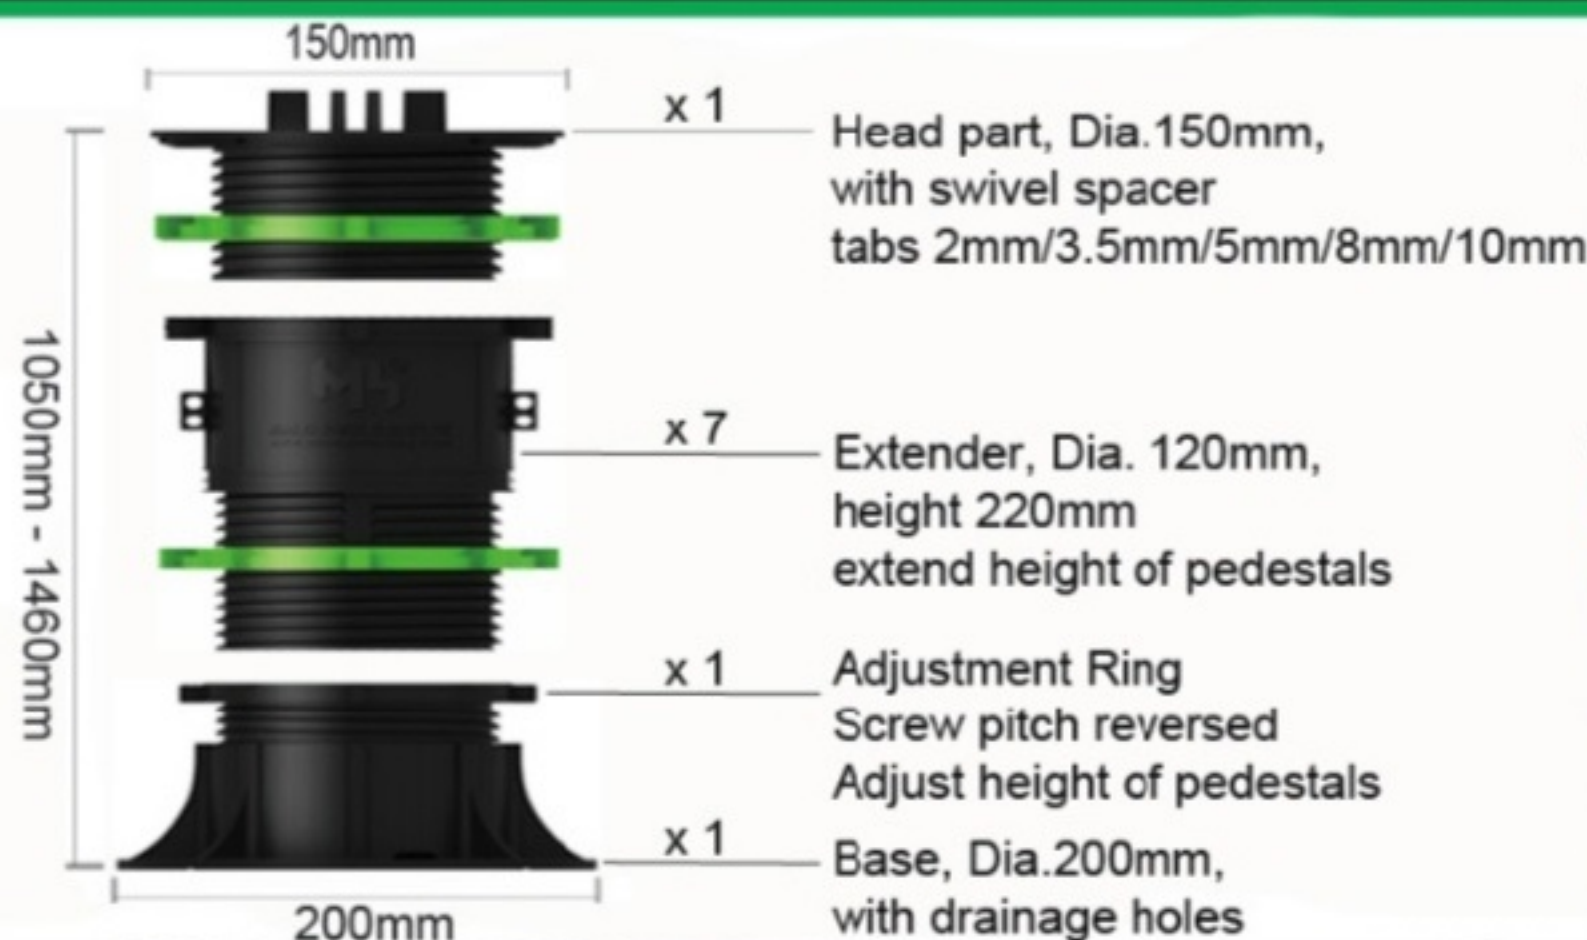 150mm
x 1
Head part, Dia.150mm,
with swivel spacer
tabs 2mm/3.5mm/5mm/8mm/10mm
1050mm - 1460mm
x 7
Extender, Dia. 120mm,
height 220mm
extend height of pedestals
x 1
Adjustment Ring
Screw pitch reversed
Adjust height of pedestals
x 1
Base, Dia.200mm,
with drainage holes
200mm